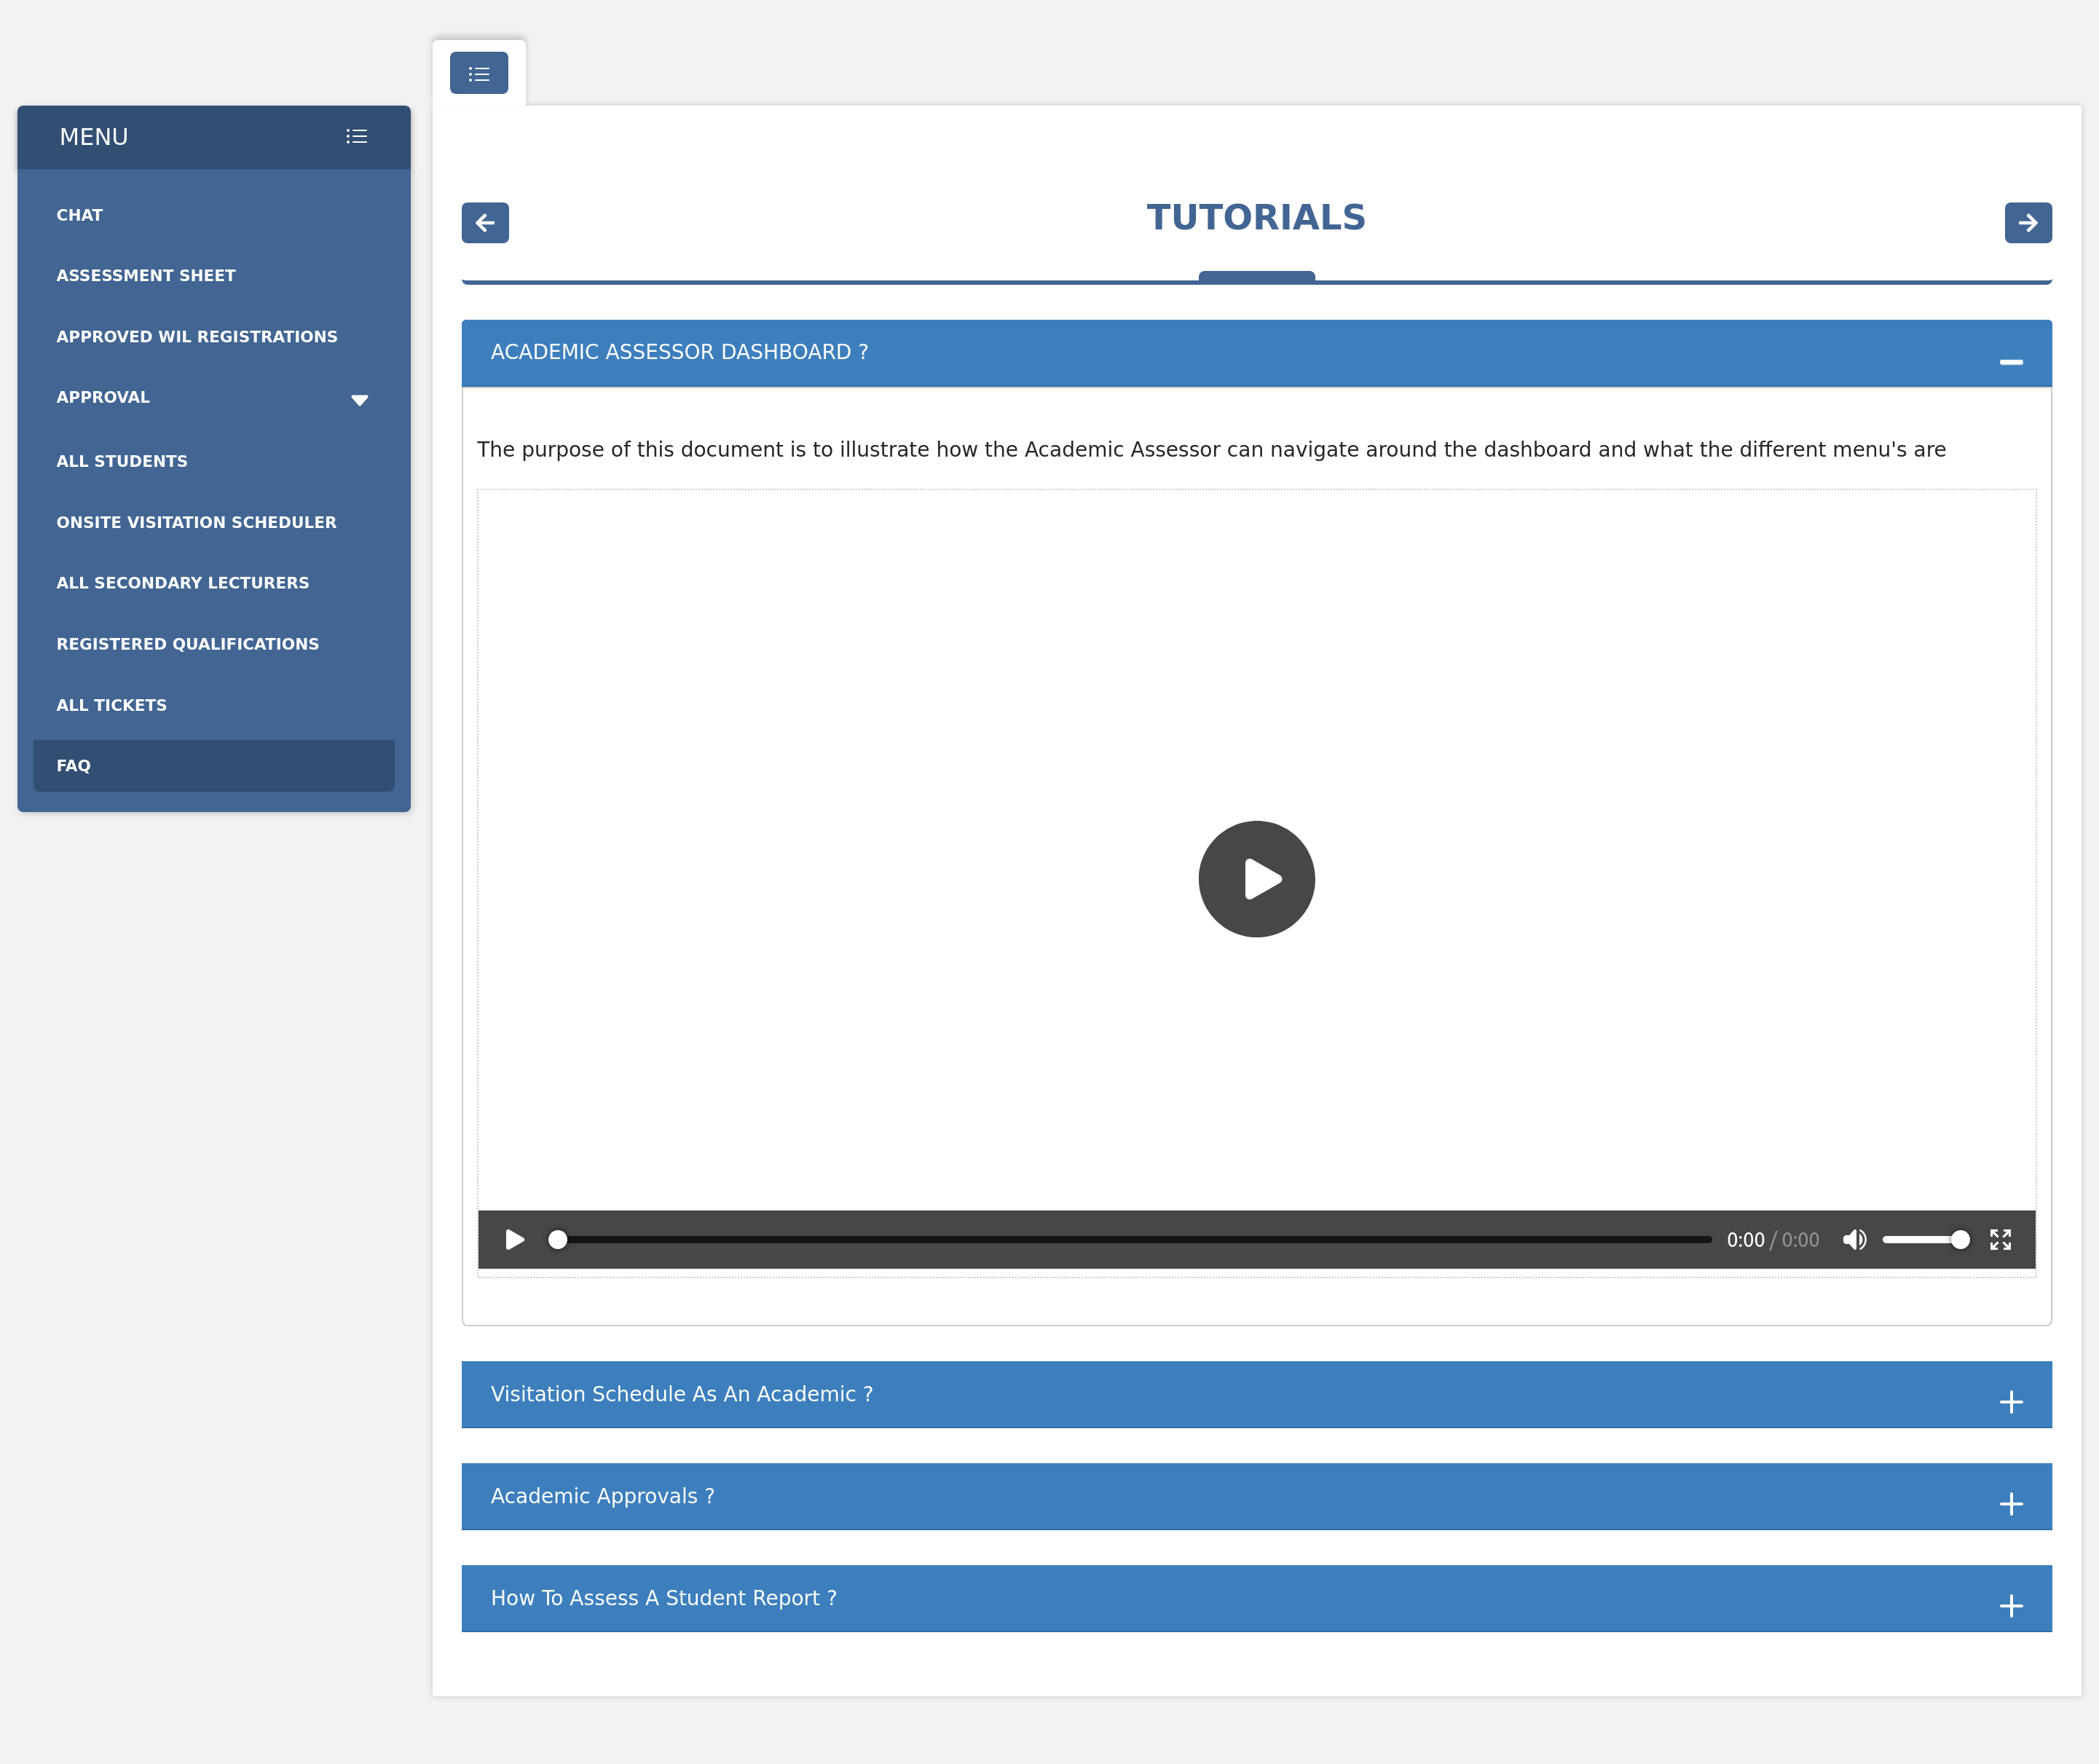 MENU
CHAT
ASSESSMENT SHEET
APPROVED WIL REGISTRATIONS
APPROVAL
ALL STUDENTS
ONSITE VISITATION SCHEDULER
ALL SECONDARY LECTURERS
REGISTERED QUALIFICATIONS
ALL TICKETS
FAQ
TUTORIALS
ACADEMIC ASSESSOR DASHBOARD ?
The purpose of this document is to illustrate how the Academic Assessor can navigate around the dashboard and what the different menu's are
0:00 / 0:00
Visitation Schedule As An Academic ?
Academic Approvals ?
How To Assess A Student Report ?